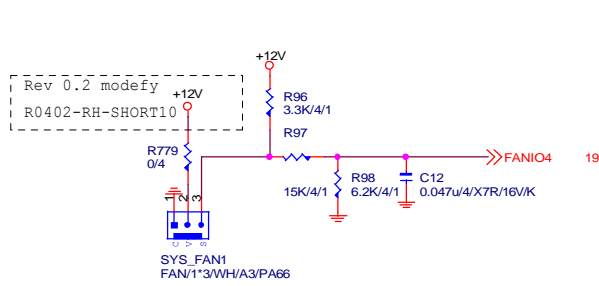 +12V
Rev 0.2 modefy
+12V
R0402-RH-SHORT10
R96
3.3K/4/1
R97
R779
0/4
FANIO4 19
R98
C12
15K/4/1 6.2K/4/1 0.047u/4/X7R/16V/K
1 2 3
C V S
SYS_FAN1
FAN/1*3/WH/A3/PA66